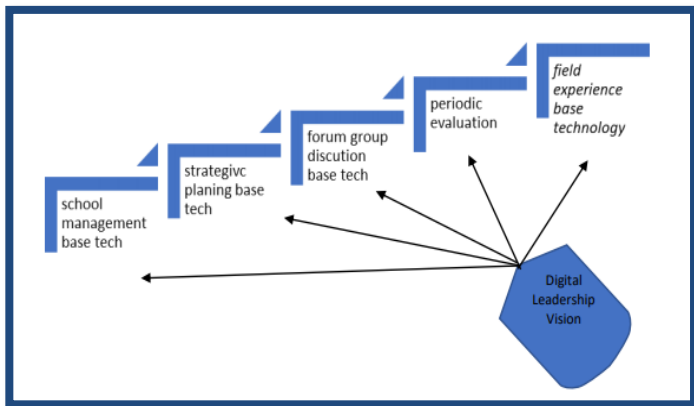 school
management
base tech
strategivc
planing base
tech
forum group
discution
base tech
periodic
evaluation
field
experience
base
technology
Digital
Leadership
Vision